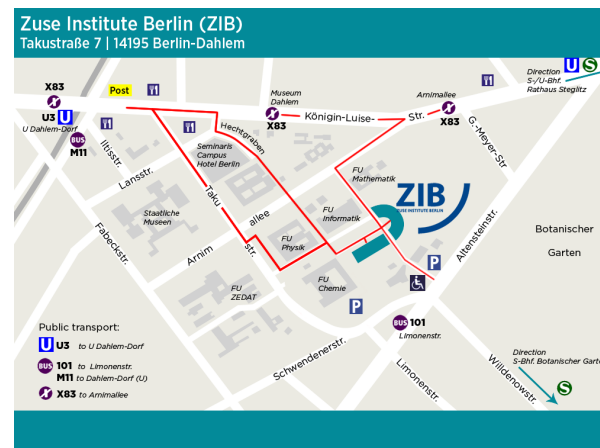 Zuse Institute Berlin (ZIB)
Takustraße 7 | 14195 Berlin-Dahlem
X83
Post
U3 U
U Dahlem-Dorf
BUS
M11
Museum
Dahlem
X83
Königin-Luise-
Str.
Arnimallee
X83
Direction
S-/U-Bhf.
Rathaus Steglitz
U S
G.-Meyer-Str
Iltisstr.
Lansstr.
Hechtgraben
Seminaris
Campus
Hotel Berlin
Taku
str.
Staatliche
Museen
Fabeckstr.
Arnim
allee
FU
Mathematik
FU
Informatik
FU
Physik
FU
Chemie
FU
ZEDAT
ZIB
ZUSE INSTITUTE BERLIN
Altensteinstr.
Botanischer
Garten
P
P
BUS 101
Limonenstr.
Schwendenerstr.
Limonenstr.
Willdenowstr.
Direction
S-Bhf. Botanischer Garte
S
Public transport:
U U3 to U Dahlem-Dorf
BUS 101 to Limonenstr.
M11 to Dahlem-Dorf (U)
X X83 to Arnimallee